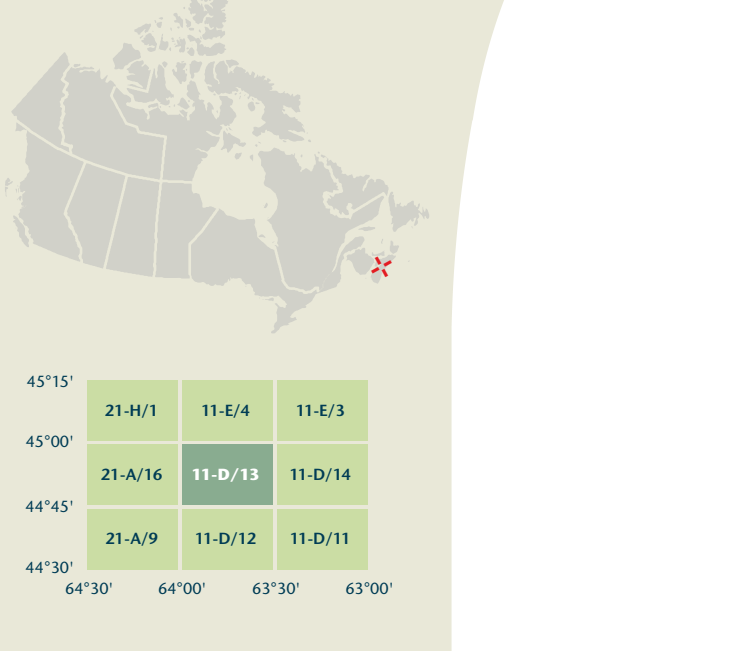 45°15'
21-H/1 11-E/4 11-E/3
45°00'
21-A/16 11-D/13 11-D/14
44°45'
21-A/9 11-D/12 11-D/11
44°30'
64°30' 64°00' 63°30' 63°00'